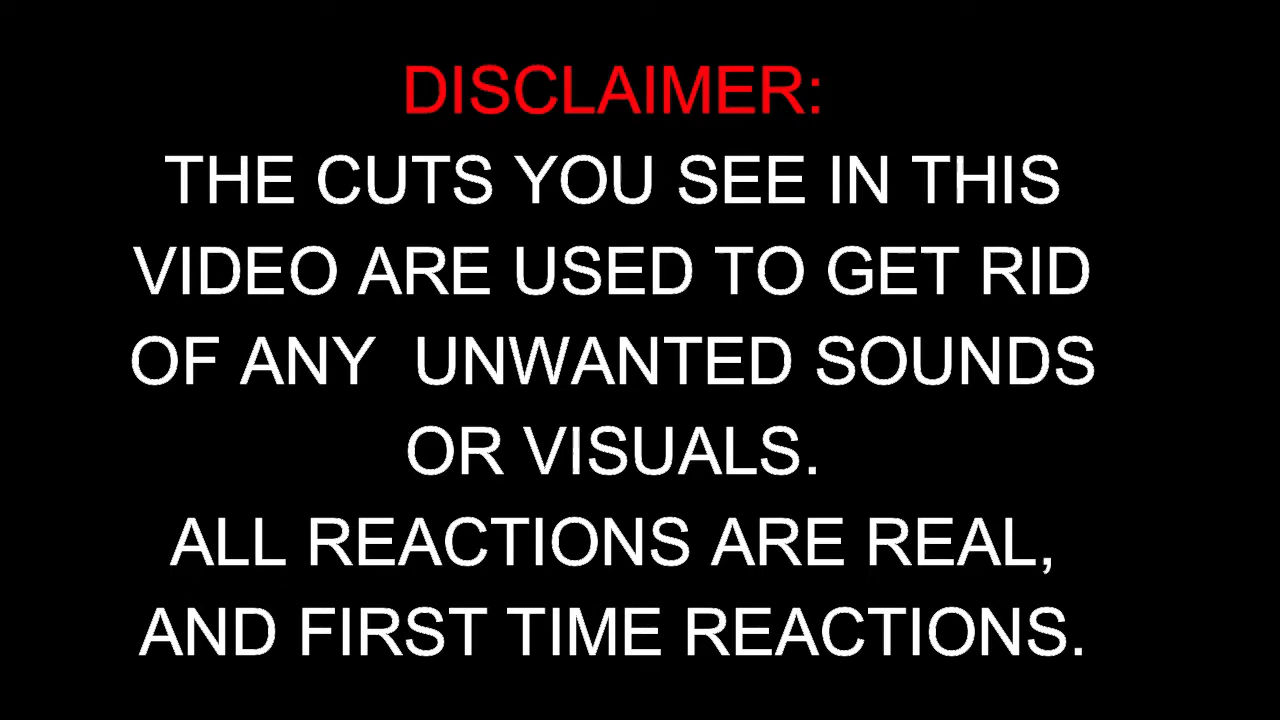 DISCLAIMER:
THE CUTS YOU SEE IN THIS
VIDEO ARE USED TO GET RID
OF ANY  UNWANTED SOUNDS
OR VISUALS.
ALL REACTIONS ARE REAL,
AND FIRST TIME REACTIONS.